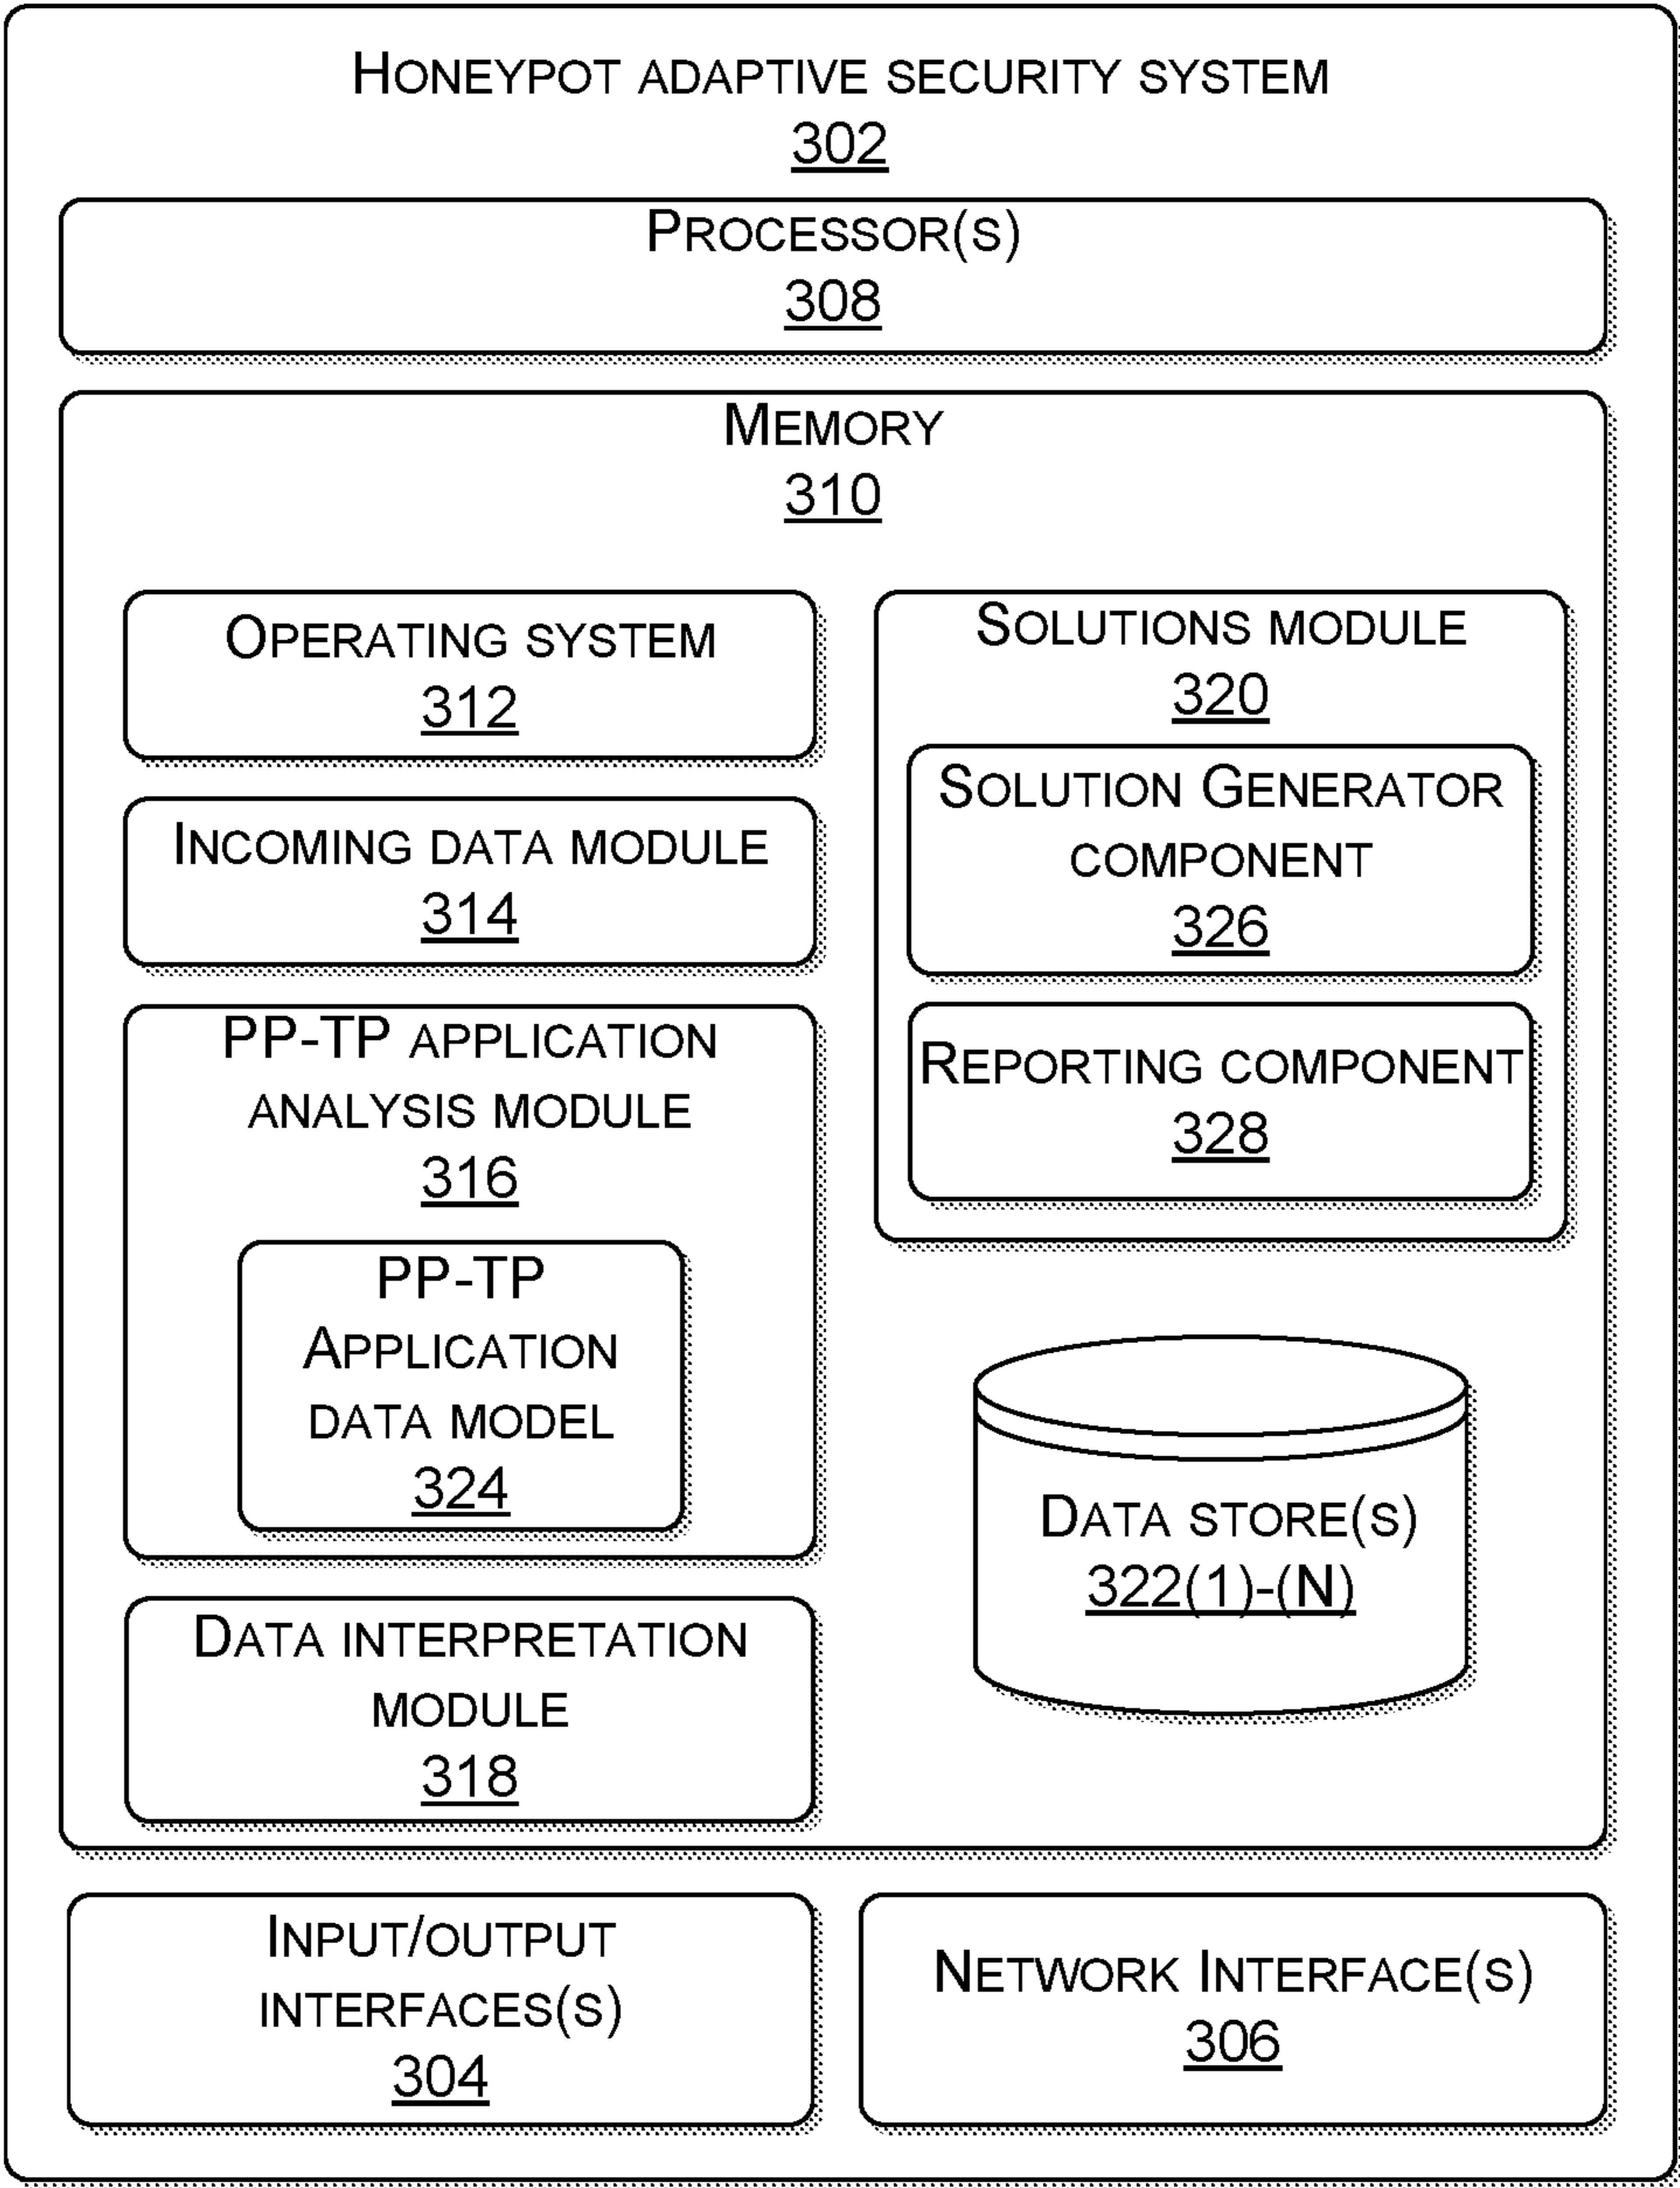 Honeypot adaptive security system
302
Processor(s)
308
Memory
310
Operating system
312
Incoming data module
314
PP-TP application
analysis module
316
PP-TP
Application
data model
324
Data interpretation
module
318
Solutions module
320
Solution Generator
component
326
Reporting component
328
Data store(s)
322(1)-(N)
Input/output
interfaces(s)
304
Network Interface(s)
306